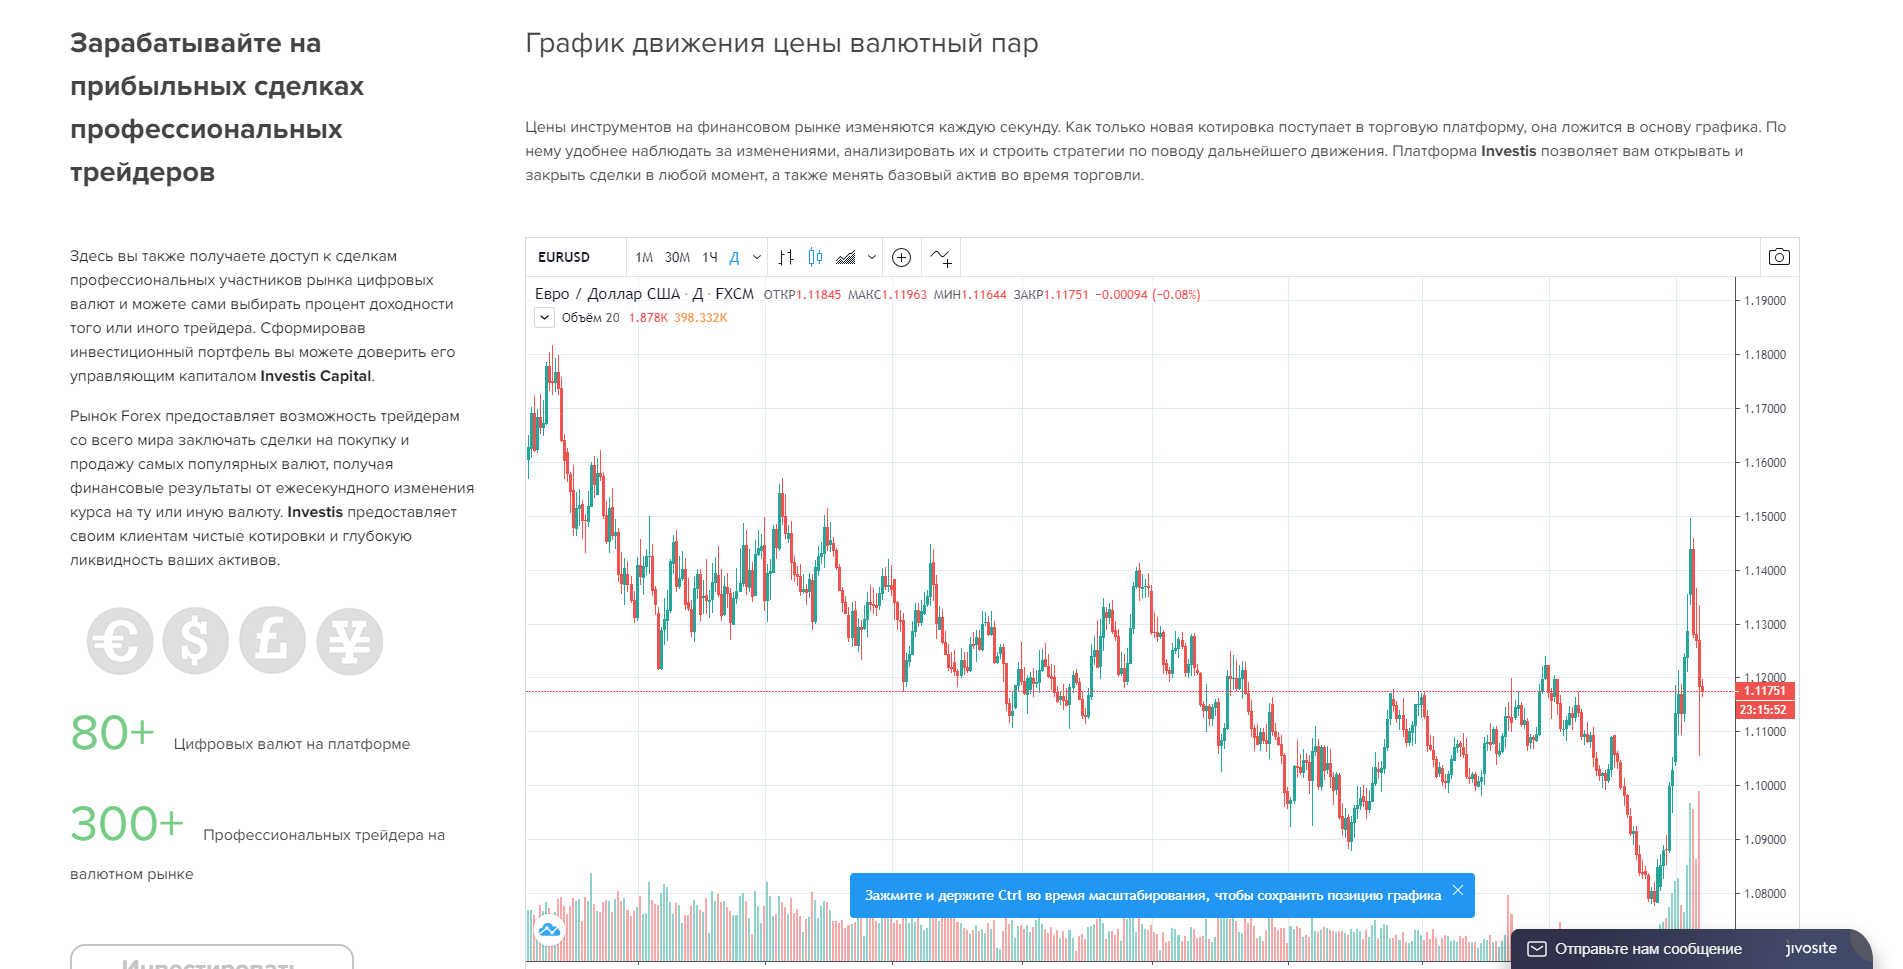 Зарабатывайте на
прибыльных сделках
профессиональных
трейдеров
Здесь вы также получаете доступ к сделкам
профессиональных участников рынка цифровых
валют и можете сами выбирать процент доходности
того или иного трейдера. Сформировав
инвестиционный портфель вы можете доверить его
управляющим капиталом Investis Capital.
Рынок Forex предоставляет возможность трейдерам
со всего мира заключать сделки на покупку и
продажу самых популярных валют, получая
финансовые результаты от ежесекундного изменения
курса на ту или иную валюту. Investis предоставляет
своим клиентам чистые котировки и глубокую
ликвидность ваших активов.
€ $ £ ¥
80+ Цифровых валют на платформе
300+ Профессиональных трейдера на
валютном рынке
Инвестировать
График движения цены валютный пар
Цены инструментов на финансовом рынке изменяются каждую секунду. Как только новая котировка поступает в торговую платформу, она ложится в основу графика. По
нему удобнее наблюдать за изменениями, анализировать их и строить стратегии по поводу дальнейшего движения. Платформа Investis позволяет вам открывать и
закрыть сделки в любой момент, а также менять базовый актив во время торговли.
EURUSD 1М 30М 1Ч Д
Евро / Доллар США · Д · FXCM ОТКР1.11845 МАКС1.11963 МИН1.11644 ЗАКР1.11751 −0.00094 (−0.08%)
Объём 20 1.878K 398.332K
1.19000
1.18000
1.17000
1.16000
1.15000
1.14000
1.13000
1.12000
1.11751
23:15:52
1.11000
1.10000
1.09000
1.08000
Зажмите и держите Ctrl во время масштабирования, чтобы сохранить позицию графика
Отправьте нам сообщение jivosite